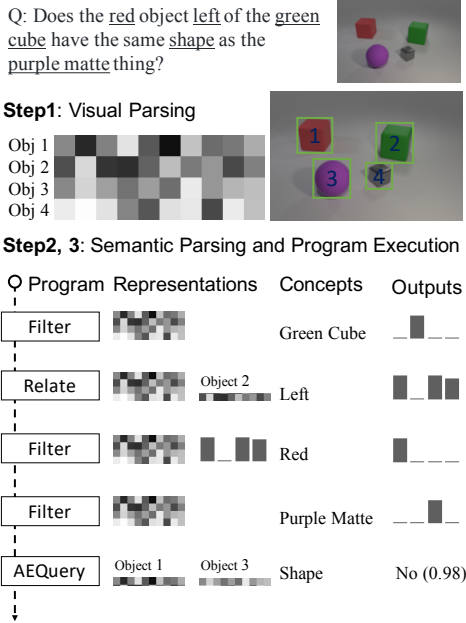 Q: Does the red object left of the green
cube have the same shape as the
purple matte thing?
Step1: Visual Parsing
Obj 1
Obj 2
Obj 3
Obj 4
1
2
3
4
Step2, 3: Semantic Parsing and Program Execution
Program Representations Concepts Outputs
Filter Green Cube
Relate Object 2 Left
Filter Red
Filter Purple Matte
AEQuery Object 1 Object 3 Shape No (0.98)